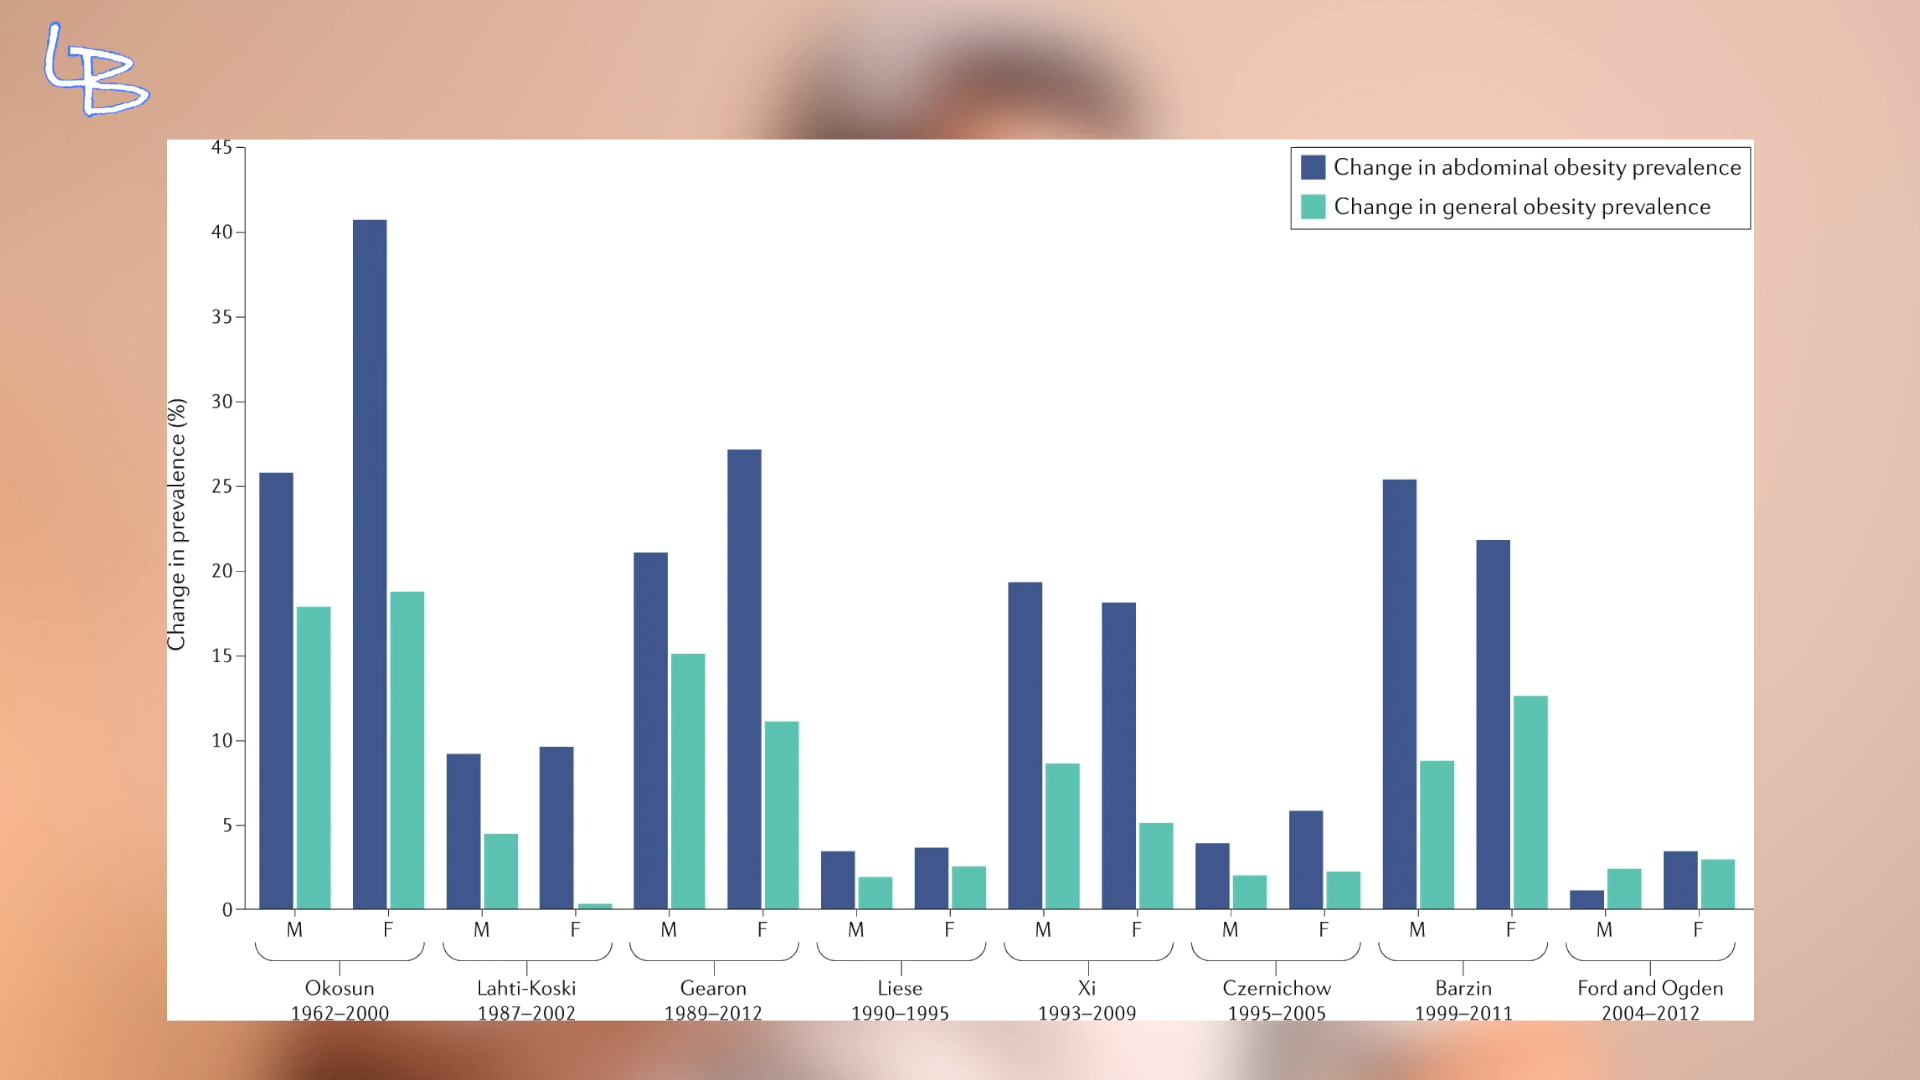 LB
45
40
35
30
25
20
15
10
5
0
Change in prevalence (%)
Change in abdominal obesity prevalence
Change in general obesity prevalence
M F M F M F M F M F M F M F M F
Okosun Lahti-Koski Gearon Liese Xi Czernichow Barzin Ford and Ogden
1962–2000 1987–2002 1989–2012 1990–1995 1993–2009 1995–2005 1999–2011 2004–2012